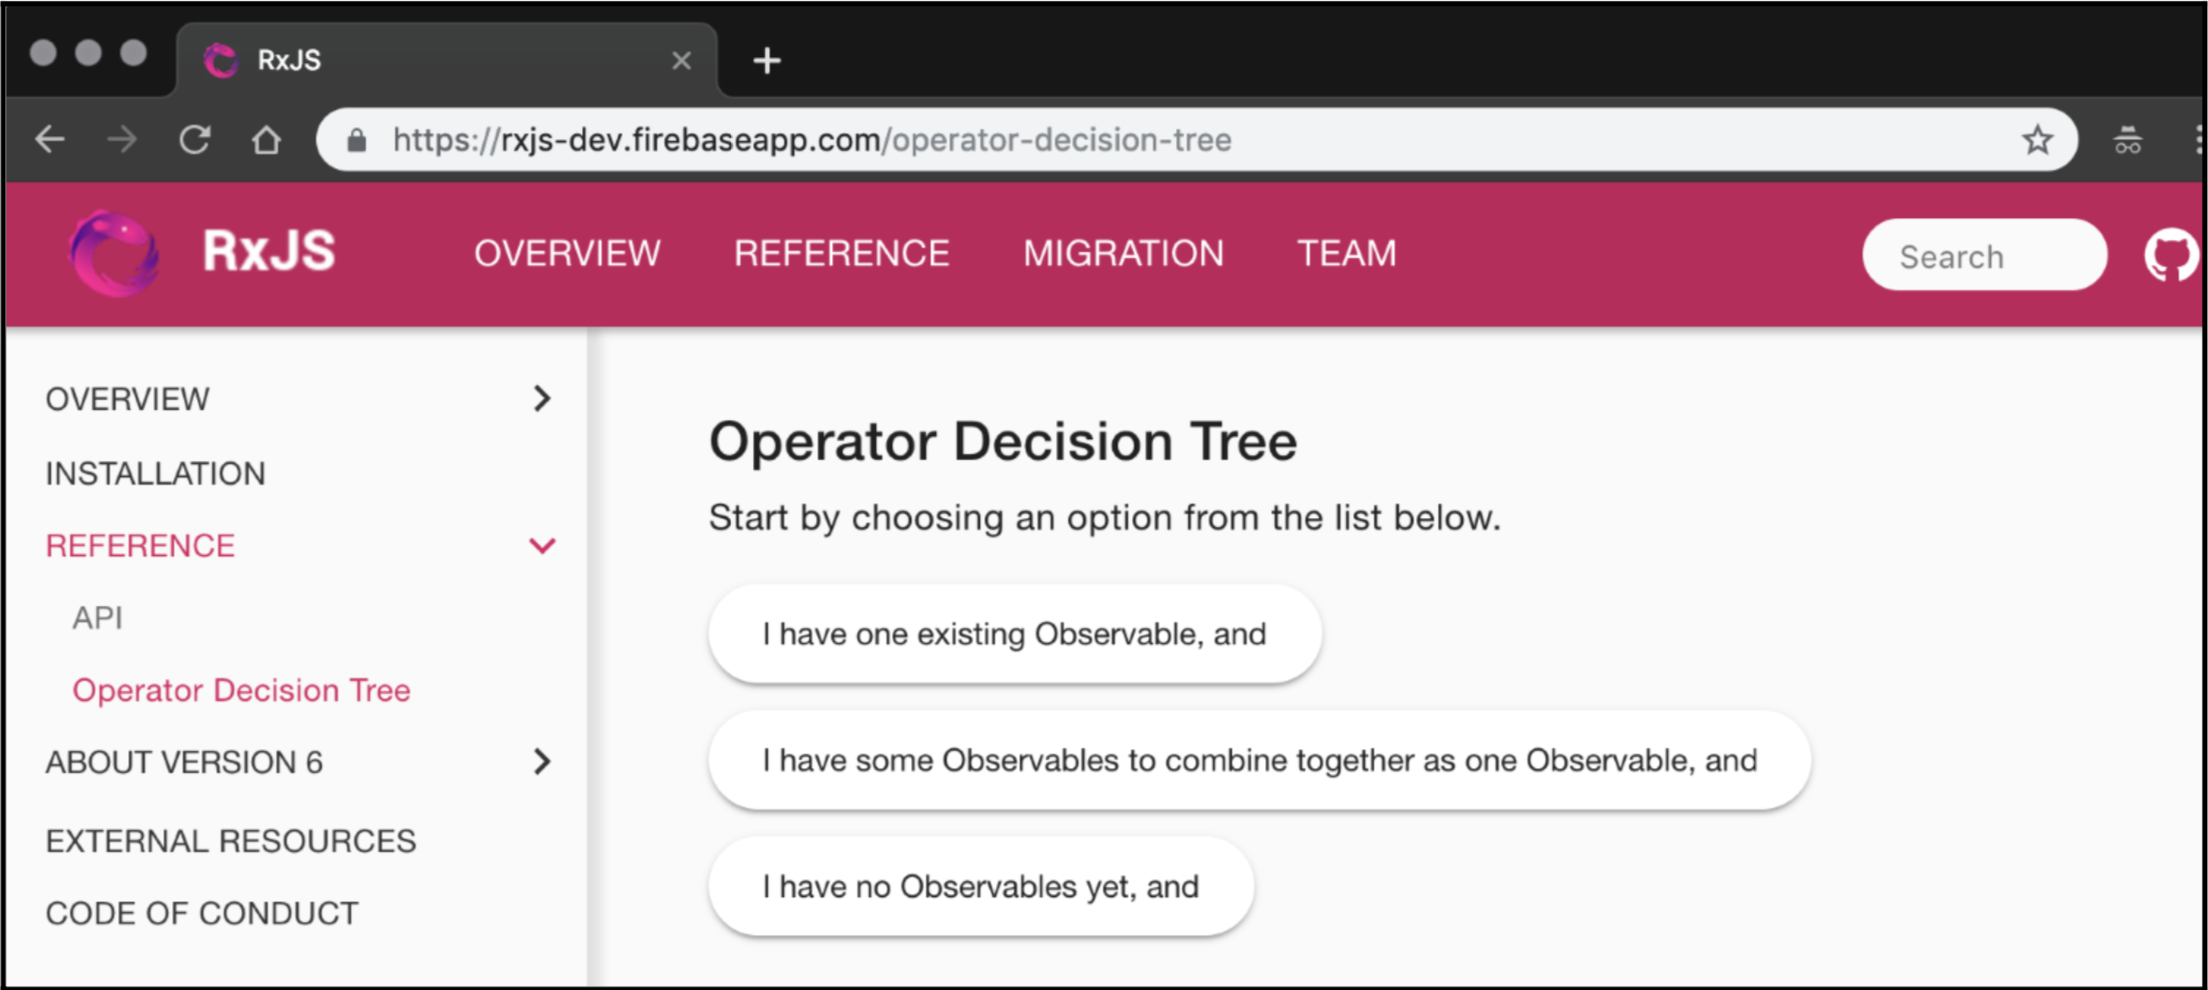 RxJS
https://rxjs-dev.firebaseapp.com/operator-decision-tree
RxJS
OVERVIEW
REFERENCE
MIGRATION
TEAM
Search
OVERVIEW
INSTALLATION
REFERENCE
API
Operator Decision Tree
ABOUT VERSION 6
EXTERNAL RESOURCES
CODE OF CONDUCT
Operator Decision Tree
Start by choosing an option from the list below.
I have one existing Observable, and
I have some Observables to combine together as one Observable, and
I have no Observables yet, and